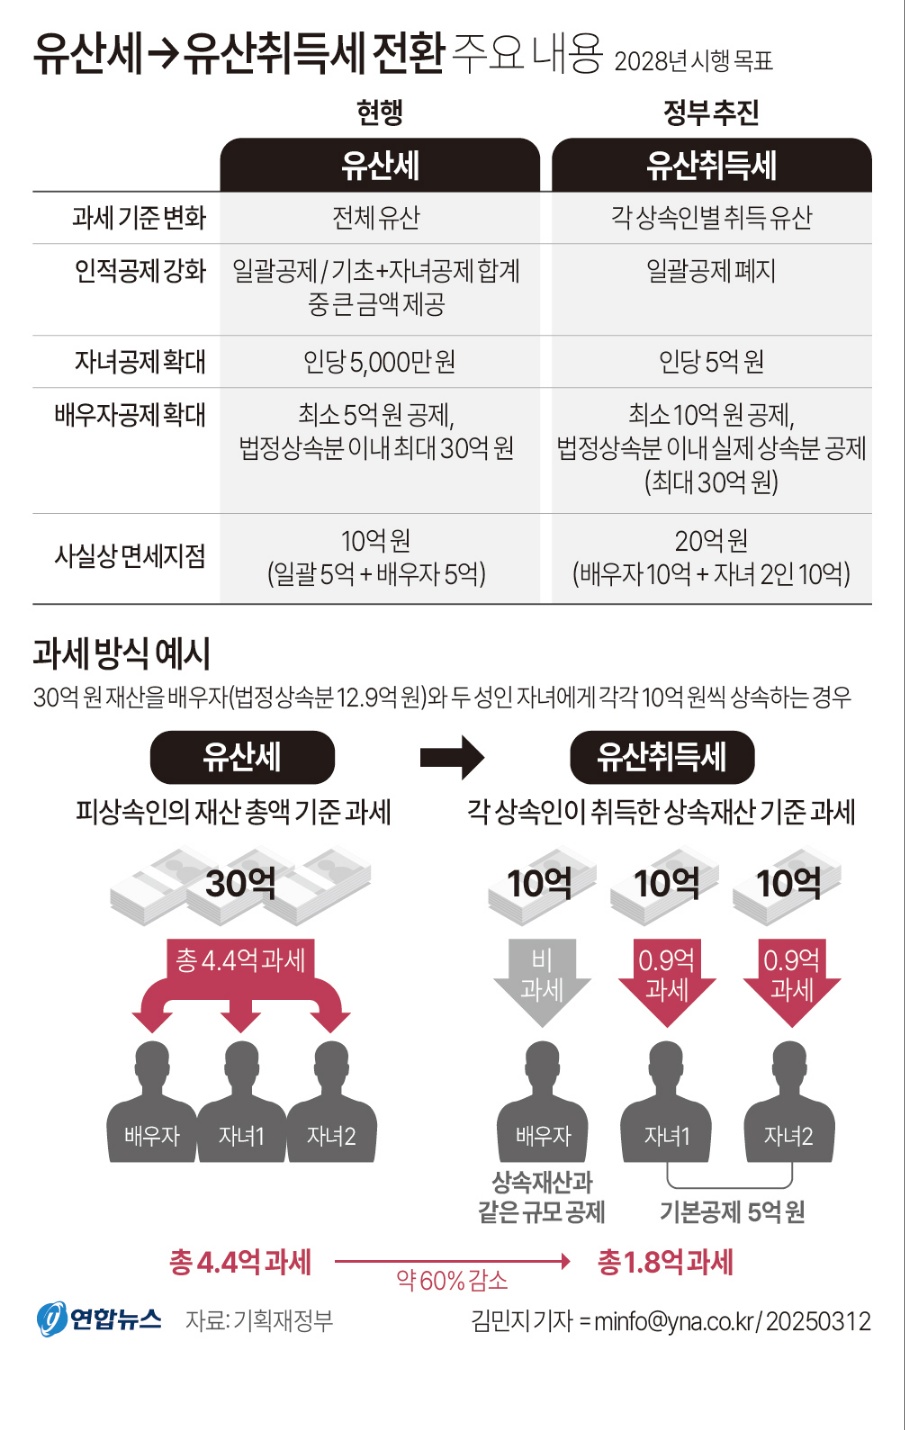 유산세→유산취득세 전환 주요 내용 2028년 시행 목표
현행 정부 추진
유산세 유산취득세
과세 기준 변화 전체 유산 각 상속인별 취득 유산
인적공제 강화 일괄공제 / 기초+자녀공제 합계 일괄공제 폐지
중 큰 금액 제공
자녀공제 확대 인당 5,000만 원 인당 5억 원
배우자공제 확대 최소 5억 원 공제, 최소 10억 원 공제,
법정상속분 이내 최대 30억 원 법정상속분 이내 실제 상속분 공제
(최대 30억 원)
사실상 면세지점 10억 원 20억 원
(일괄 5억 + 배우자 5억) (배우자 10억 + 자녀 2인 10억)
과세 방식 예시
30억 원 재산을 배우자(법정상속분 12.9억 원)와 두 성인 자녀에게 각각 10억 원씩 상속하는 경우
유산세 유산취득세
피상속인의 재산 총액 기준 과세 각 상속인이 취득한 상속재산 기준 과세
30억 10억 10억 10억
총 4.4억 과세 비 0.9억 0.9억
과세 과세 과세
배우자 자녀1 자녀2 배우자 자녀1 자녀2
상속재산과
같은 규모 공제 기본공제 5억 원
총 4.4억 과세 총 1.8억 과세
약 60% 감소
연합뉴스 자료: 기획재정부 김민지 기자 = minfo@yna.co.kr / 20250312